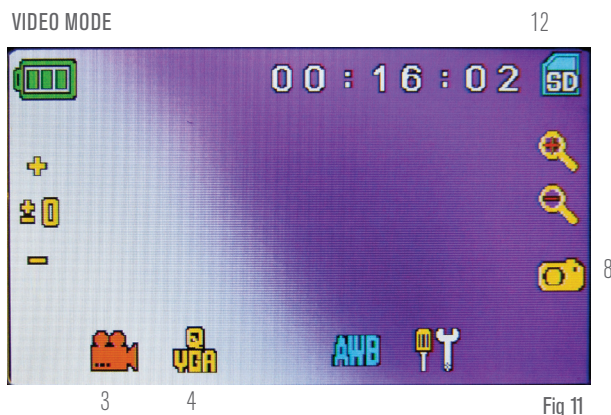 VIDEO MODE 12
00:16:02 SD
±0
8
Q
VGA AWB
3 4 Fig 11